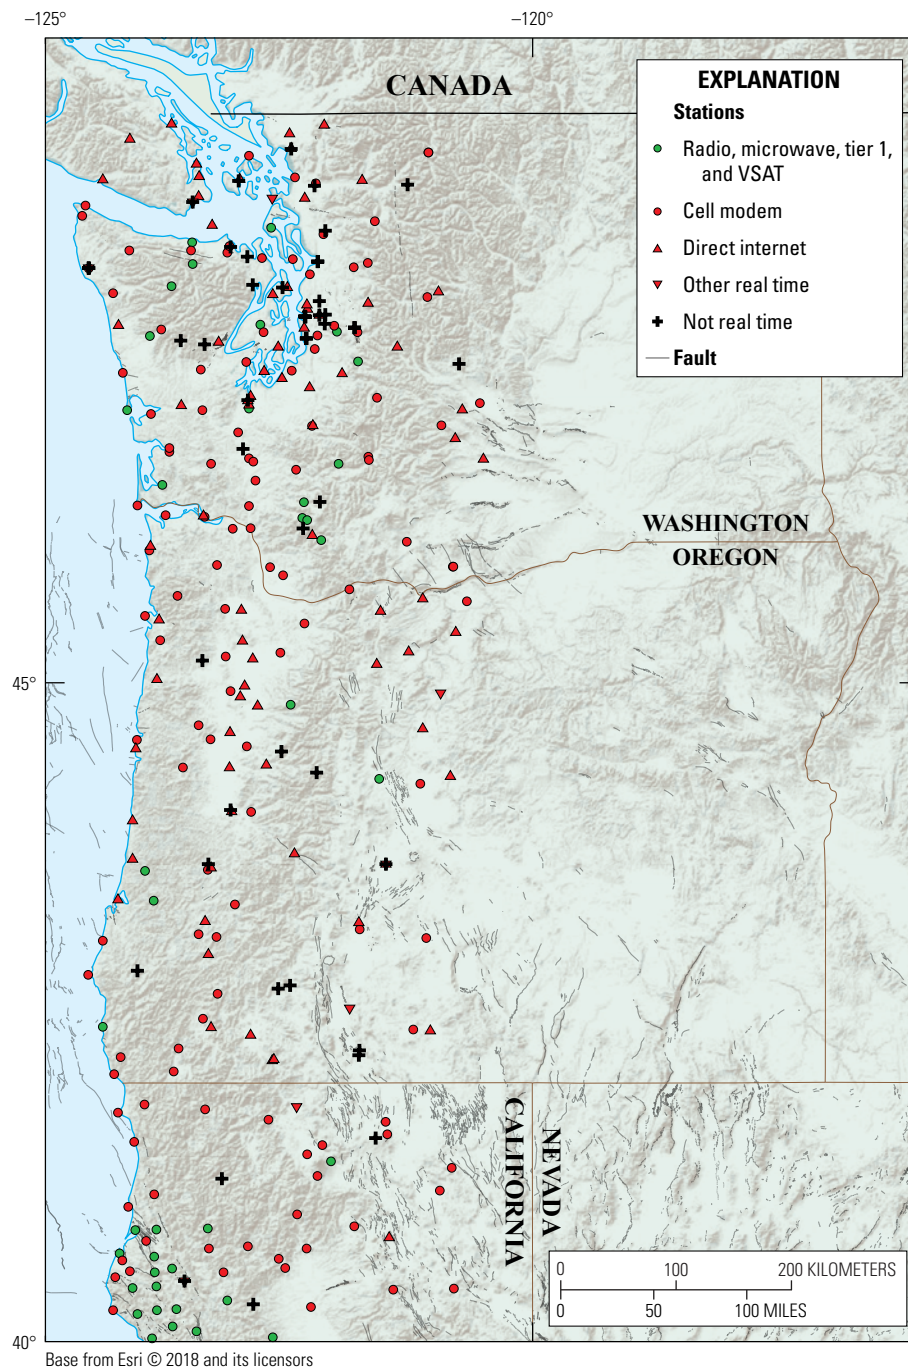 –125°
–120°
CANADA
EXPLANATION
Stations
Radio, microwave, tier 1,
and VSAT
Cell modem
Direct internet
Other real time
Not real time
Fault
WASHINGTON
OREGON
45°
CALIFORNIA
NEVADA
0 100 200 KILOMETERS
0 50 100 MILES
40°
Base from Esri © 2018 and its licensors